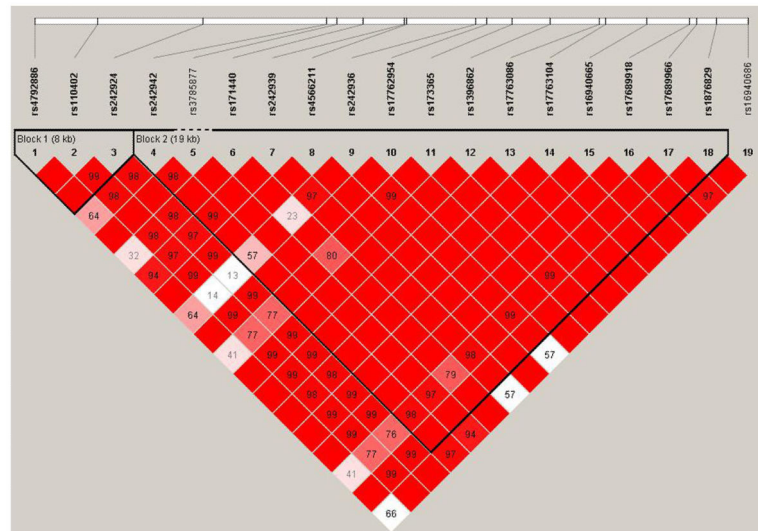 rs4792886
rs110402
rs242924
rs242942
rs3785877
rs171440
rs242939
rs4566211
rs242936
rs17762954
rs173365
rs1396862
rs17763086
rs17763104
rs16940665
rs17689918
rs17689966
rs1876829
rs16940686
Block 1 (8 kb) Block 2 (19 kb)
1 2 3 4 5 6 7 8 9 10 11 12 13 14 15 16 17 18 19
99 98 98
96 97 99 97
64 98 99 23
98 97
32 97 99 57 80
94 98 13 99
14 99
64 99 77 99
77 99
41 99 99 98 57
99 98 79
98 99 97 57
99 99 98
99 76 94
77 99 97
41 99
66